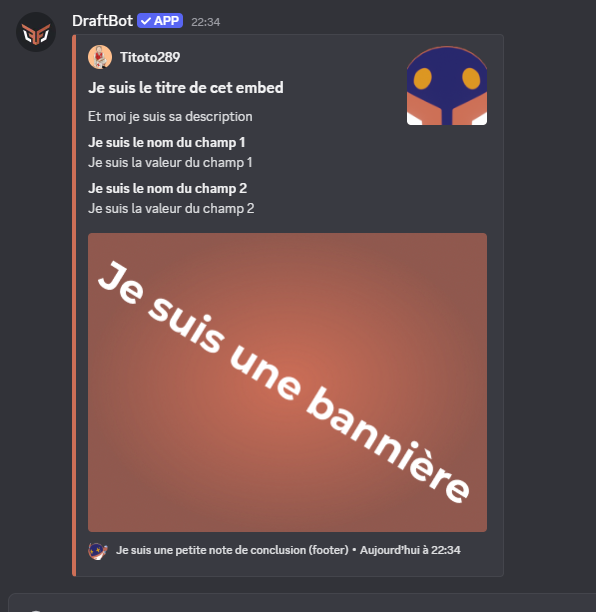 DraftBot ✓ APP 22:34
Titoto289
Je suis le titre de cet embed
Et moi je suis sa description
Je suis le nom du champ 1
Je suis la valeur du champ 1
Je suis le nom du champ 2
Je suis la valeur du champ 2
Je suis une bannière
Je suis une petite note de conclusion (footer) • Aujourd'hui à 22:34